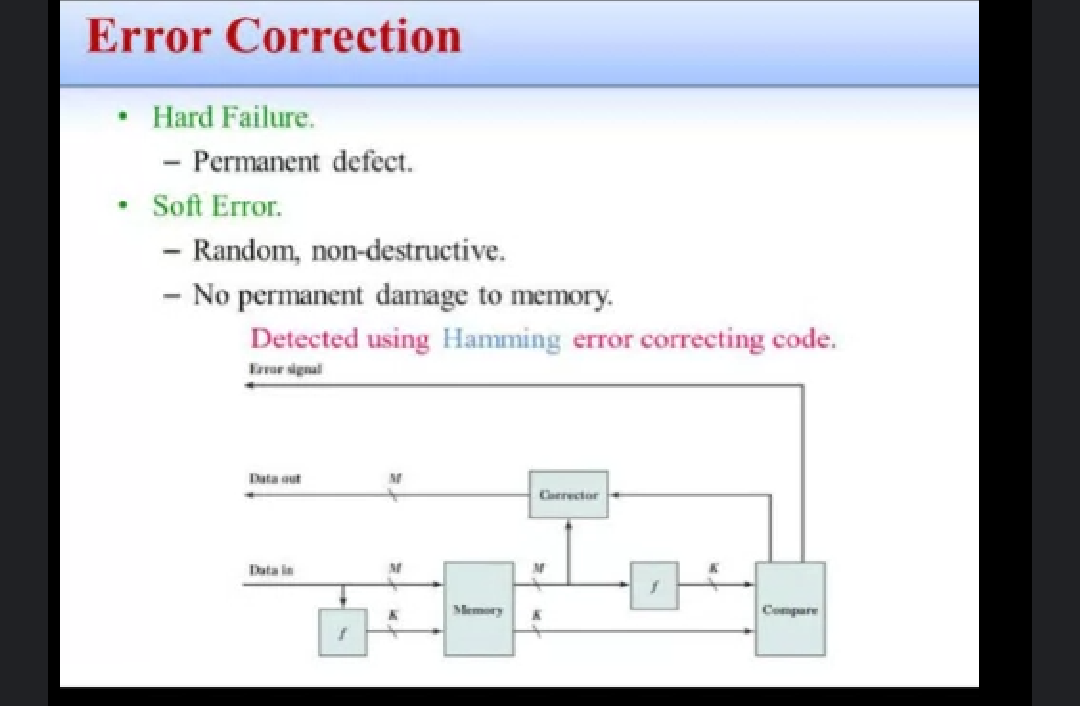 Error Correction
• Hard Failure.
– Permanent defect.
• Soft Error.
– Random, non-destructive.
– No permanent damage to memory.
Detected using Hamming error correcting code.
Error signal
Data out M
Corrector
Data in M M K
f
Memory K K Compare
f